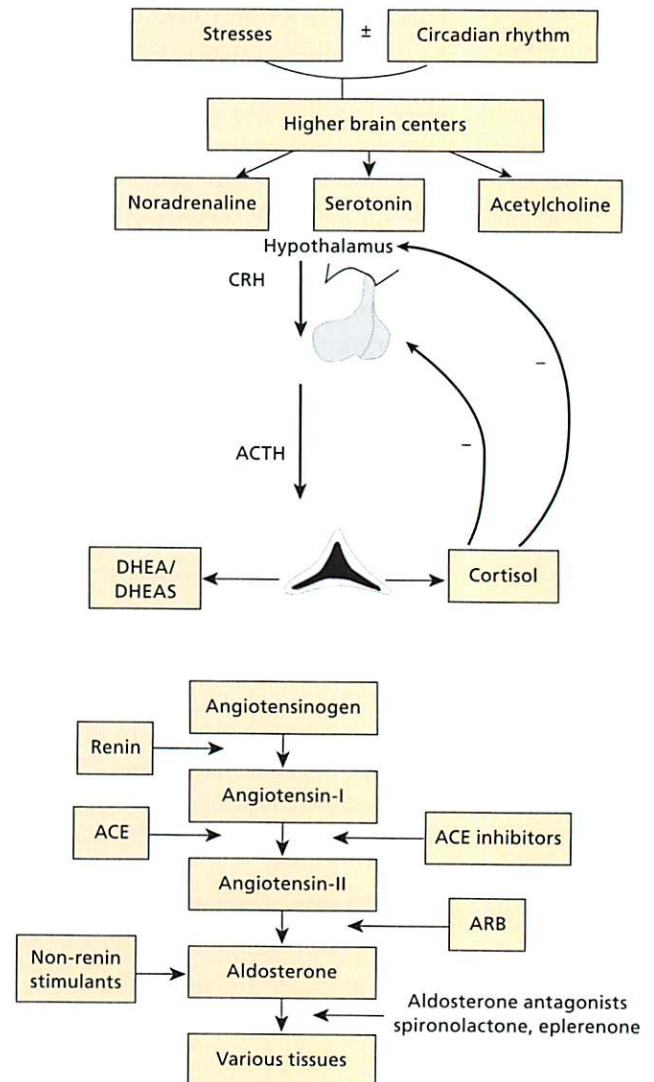 Stresses ± Circadian rhythm
Higher brain centers
Noradrenaline Serotonin Acetylcholine
Hypothalamus
CRH
–
–
ACTH
DHEA/
DHEAS
Cortisol
Angiotensinogen
Renin
Angiotensin-I
ACE
ACE inhibitors
Angiotensin-II
ARB
Non-renin
stimulants
Aldosterone
Aldosterone antagonists
spironolactone, eplerenone
Various tissues